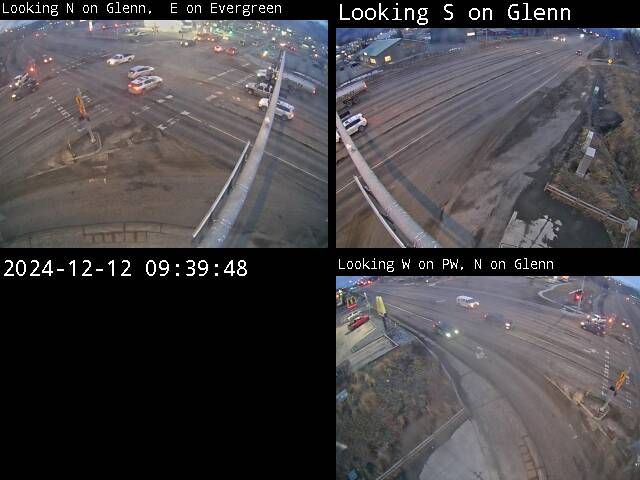 Looking N on Glenn,  E on Evergreen
Looking S on Glenn
2024-12-12 09:39:48
Looking W on PW, N on Glenn